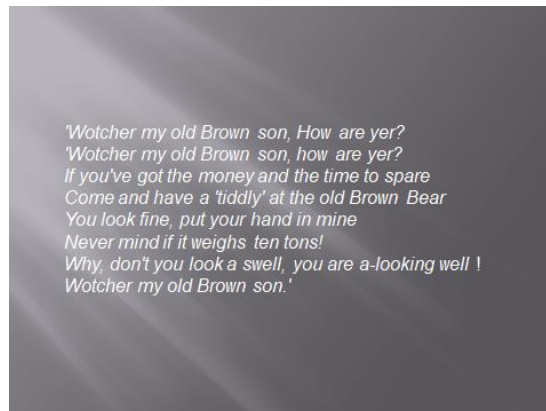 'Wotcher my old Brown son, How are yer?
'Wotcher my old Brown son, how are yer?
If you've got the money and the time to spare
Come and have a 'tiddly' at the old Brown Bear
You look fine, put your hand in mine
Never mind if it weighs ten tons!
Why, don't you look a swell, you are a-looking well !
Wotcher my old Brown son.'